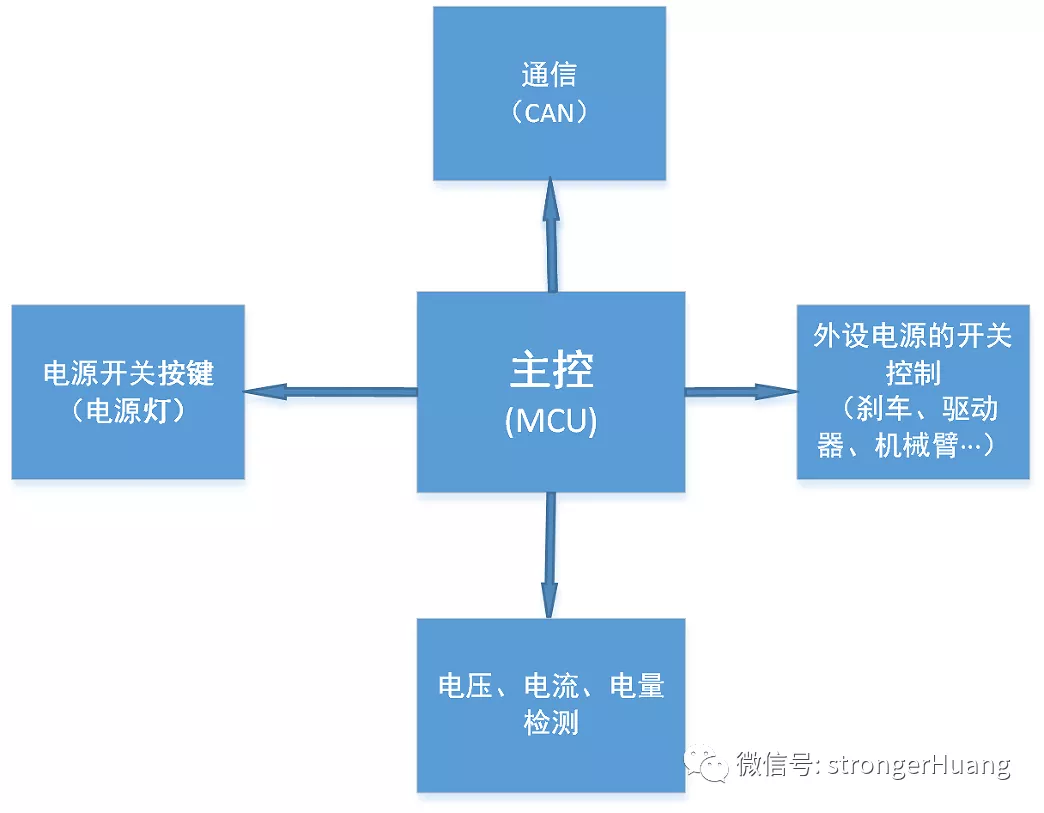 通信
（CAN）
电源开关按键
（电源灯）
主控
(MCU)
外设电源的开关
控制
（刹车、驱动
器、机械臂…）
电压、电流、电量
检测
微信号: strongerHuang